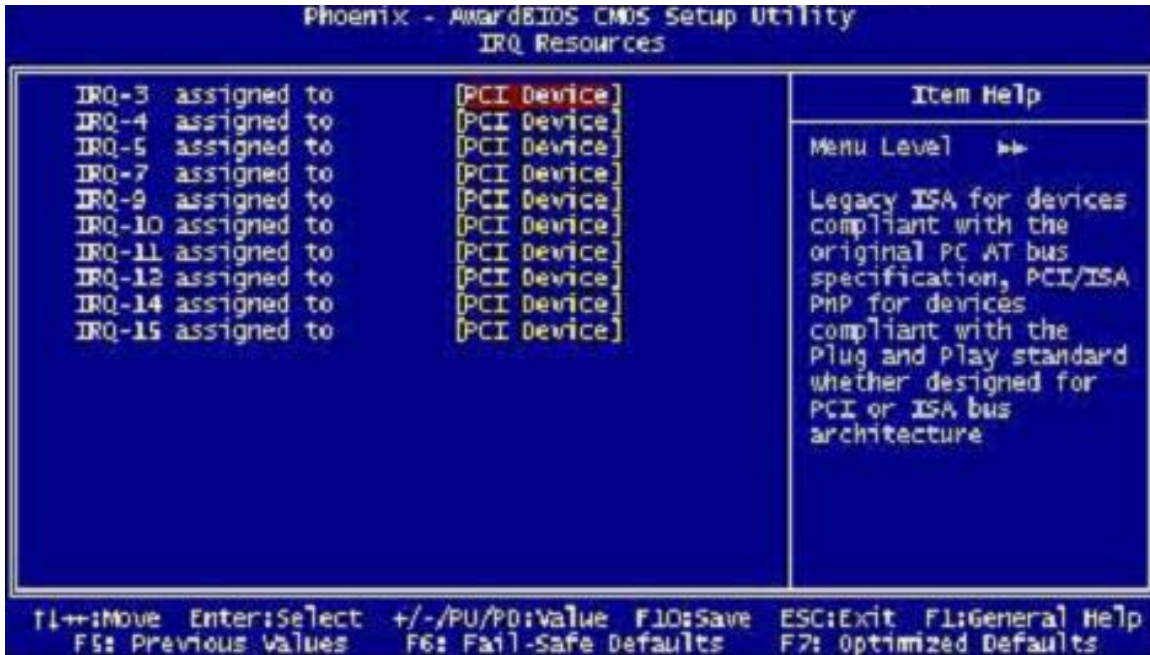 Phoenix - AwardBIOS CMOS Setup Utility
IRQ Resources
IRQ-3 assigned to [PCI Device]
IRQ-4 assigned to [PCI Device]
IRQ-5 assigned to [PCI Device]
IRQ-7 assigned to [PCI Device]
IRQ-9 assigned to [PCI Device]
IRQ-10 assigned to [PCI Device]
IRQ-11 assigned to [PCI Device]
IRQ-12 assigned to [PCI Device]
IRQ-14 assigned to [PCI Device]
IRQ-15 assigned to [PCI Device]
Item Help
Menu Level ▶▶
Legacy ISA for devices
compliant with the
original PC AT bus
specification, PCI/ISA
PnP for devices
compliant with the
Plug and Play standard
whether designed for
PCI or ISA bus
architecture
↑↓→←:Move Enter:Select +/-/PU/PD:Value F10:Save ESC:Exit F1:General Help
F5: Previous Values F6: Fail-Safe Defaults F7: Optimized Defaults